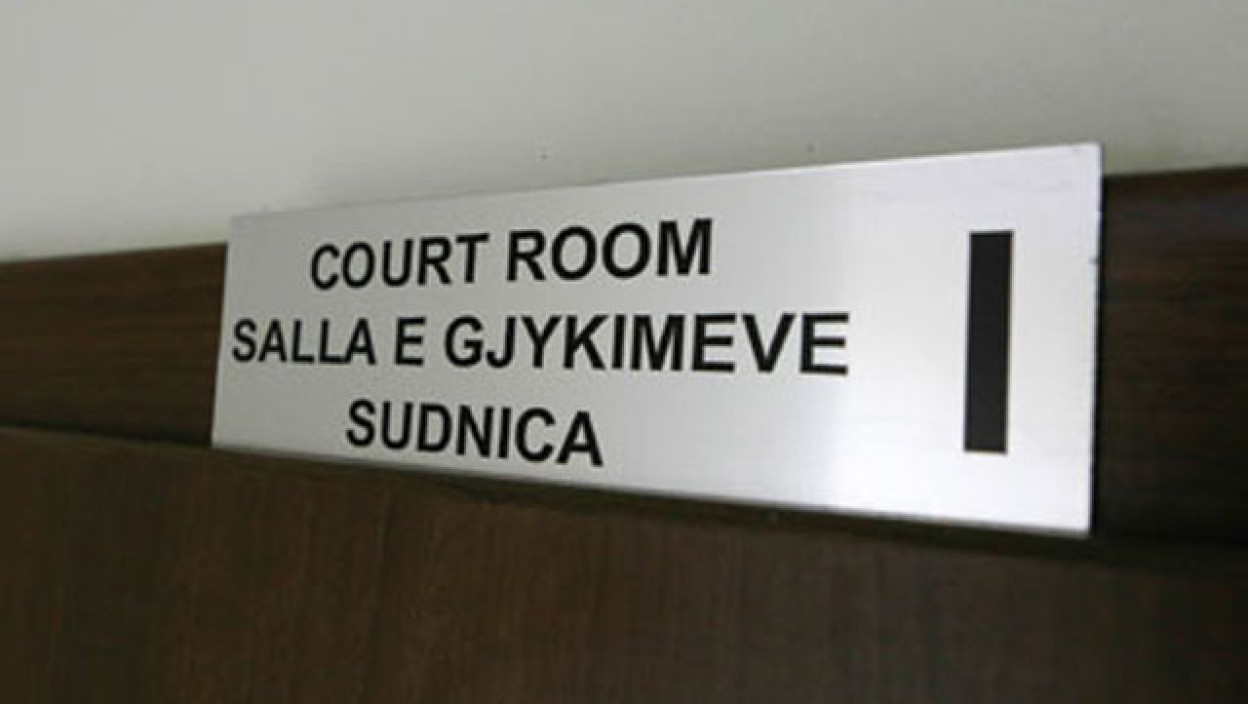 COURT ROOM
SALLA E GJYKIMEVE
SUDNICA
I